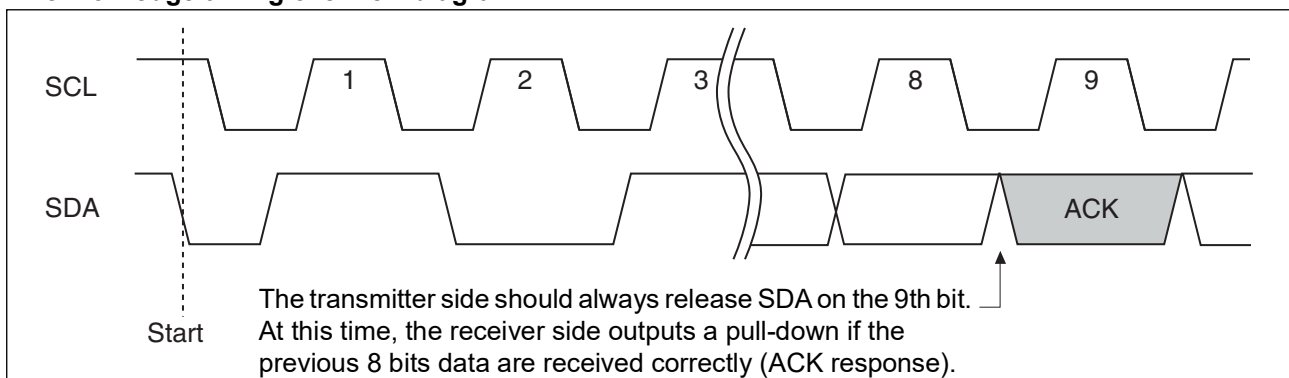 SCL
1
2
3
8
9
SDA
ACK
Start
The transmitter side should always release SDA on the 9th bit.
At this time, the receiver side outputs a pull-down if the
previous 8 bits data are received correctly (ACK response).